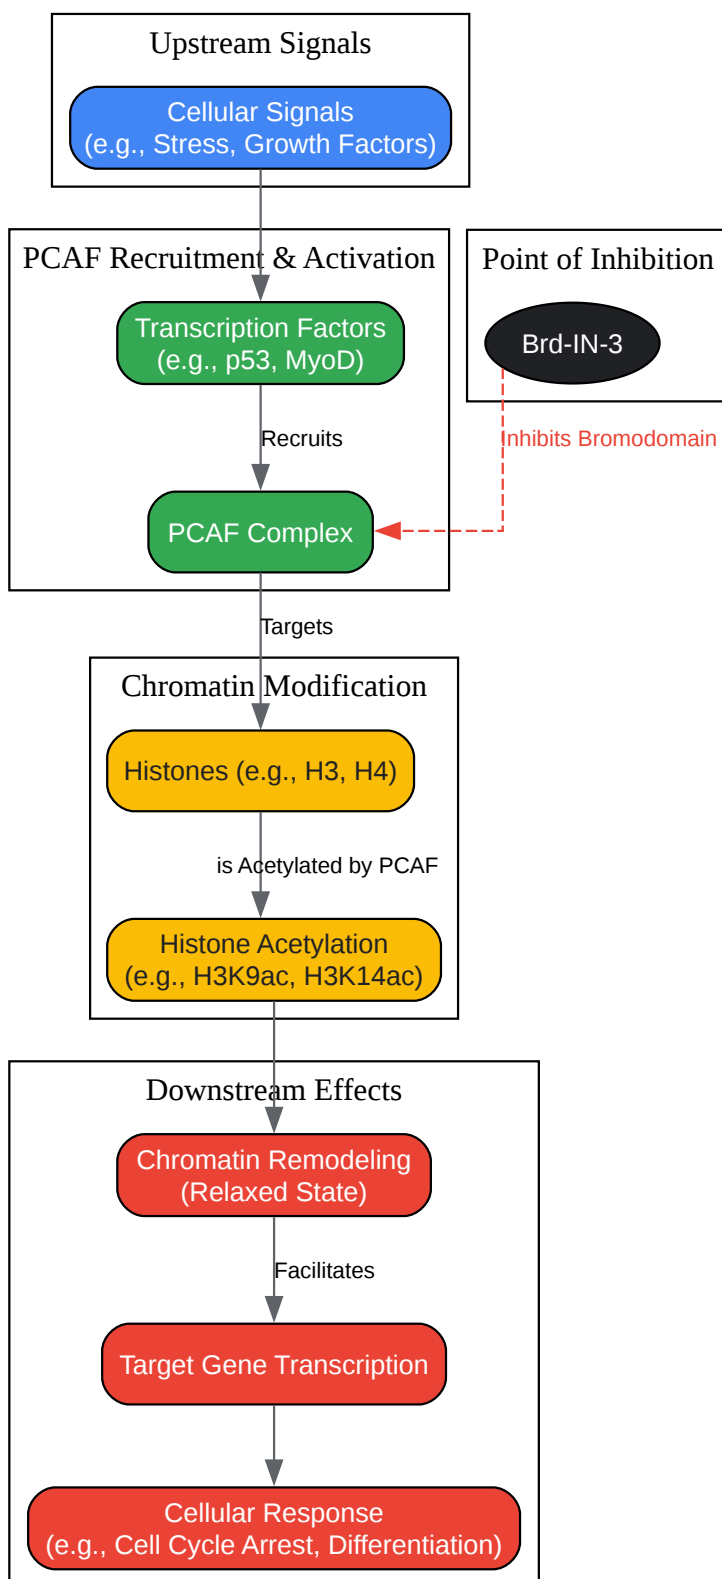 Upstream Signals
Cellular Signals
(e.g., Stress, Growth Factors)
PCAF Recruitment & Activation
Point of Inhibition
Transcription Factors
(e.g., p53, MyoD)
Brd-IN-3
Recruits
Inhibits Bromodomain
PCAF Complex
Targets
Chromatin Modification
Histones (e.g., H3, H4)
is Acetylated by PCAF
Histone Acetylation
(e.g., H3K9ac, H3K14ac)
Downstream Effects
Chromatin Remodeling
(Relaxed State)
Facilitates
Target Gene Transcription
Cellular Response
(e.g., Cell Cycle Arrest, Differentiation)